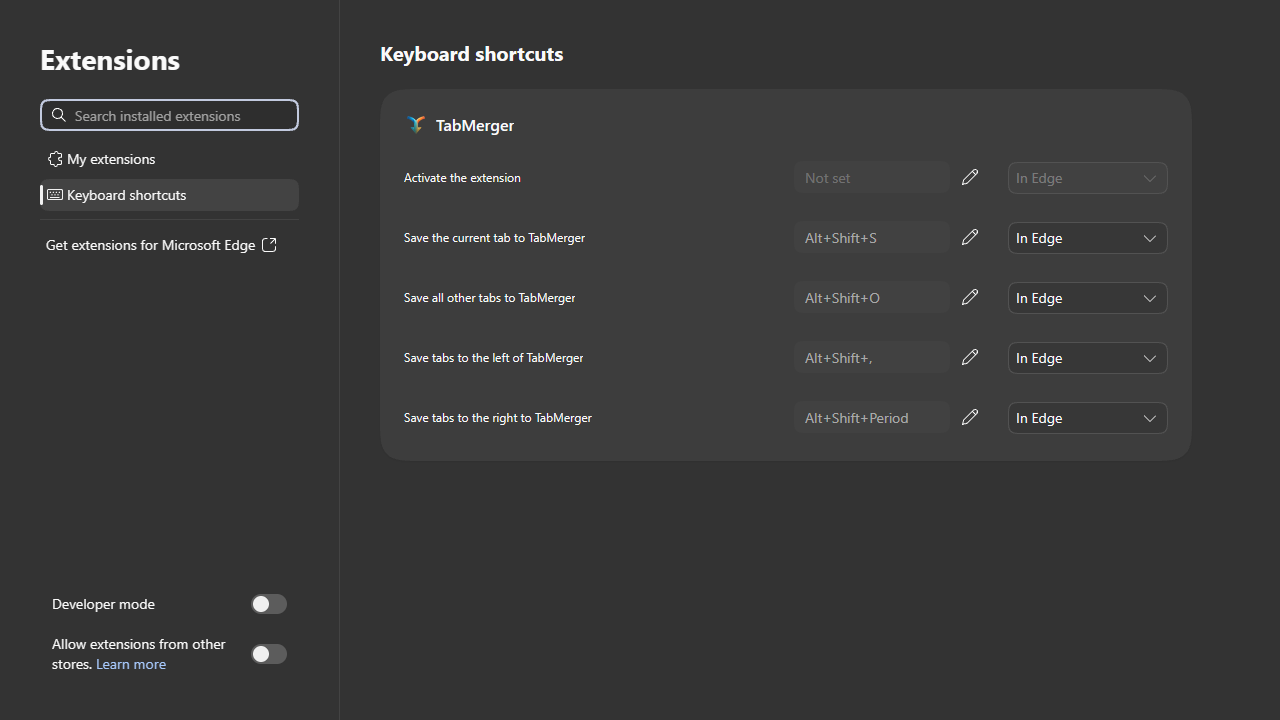 Extensions
Search installed extensions
My extensions
Keyboard shortcuts
Get extensions for Microsoft Edge
Developer mode
Allow extensions from other
stores. Learn more
Keyboard shortcuts
TabMerger
Activate the extension Not set In Edge
Save the current tab to TabMerger Alt+Shift+S In Edge
Save all other tabs to TabMerger Alt+Shift+O In Edge
Save tabs to the left of TabMerger Alt+Shift+, In Edge
Save tabs to the right to TabMerger Alt+Shift+Period In Edge